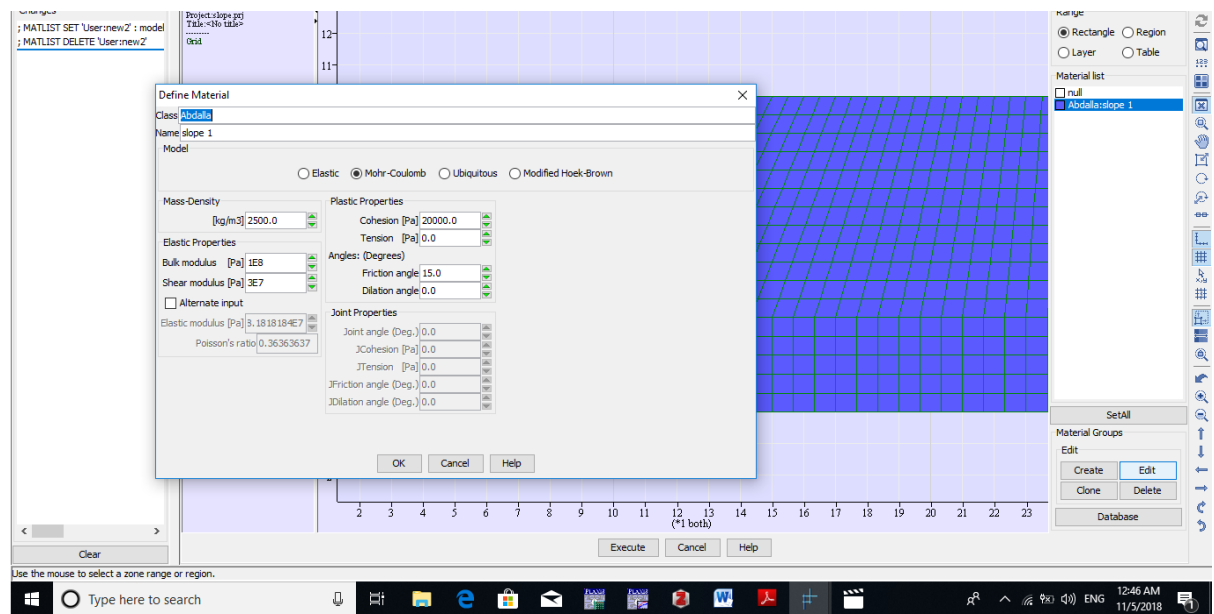 Changes
; MATLIST SET 'User:new2' : model
; MATLIST DELETE 'User:new2'
Clear
Project:slope.prj
Title:<No title>
---------
Grid
12
11
Define Material
Class Abdalla
Name slope 1
Model
Elastic Mohr-Coulomb Ubiquitous Modified Hoek-Brown
Mass-Density
[kg/m3] 2500.0
Elastic Properties
Bulk modulus [Pa] 1E8
Shear modulus [Pa] 3E7
Alternate input
Elastic modulus [Pa] 8.1818184E7
Poisson's ratio 0.36363637
Plastic Properties
Cohesion [Pa] 20000.0
Tension [Pa] 0.0
Angles: (Degrees)
Friction angle 15.0
Dilation angle 0.0
Joint Properties
Joint angle (Deg.) 0.0
JCohesion [Pa] 0.0
JTension [Pa] 0.0
JFriction angle (Deg.) 0.0
JDilation angle (Deg.) 0.0
OK Cancel Help
2 3 4 5 6 7 8 9 10 11 12 13 14 15 16 17 18 19 20 21 22 23
(*1 both)
Execute Cancel Help
Range
Rectangle Region
Layer Table
Material list
null
Abdalla:slope 1
SetAll
Material Groups
Edit
Create Edit
Clone Delete
Database
Use the mouse to select a zone range or region.
Type here to search
ENG
12:46 AM
11/5/2018